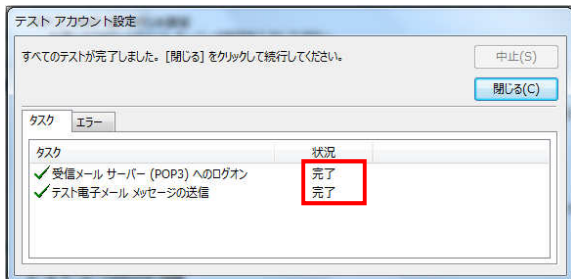 テスト アカウント設定
すべてのテストが完了しました。[閉じる] をクリックして続行してください。
中止(S)
閉じる(C)
タスク エラー
タスク 状況
受信メール サーバー (POP3) へのログオン 完了
テスト電子メール メッセージの送信 完了